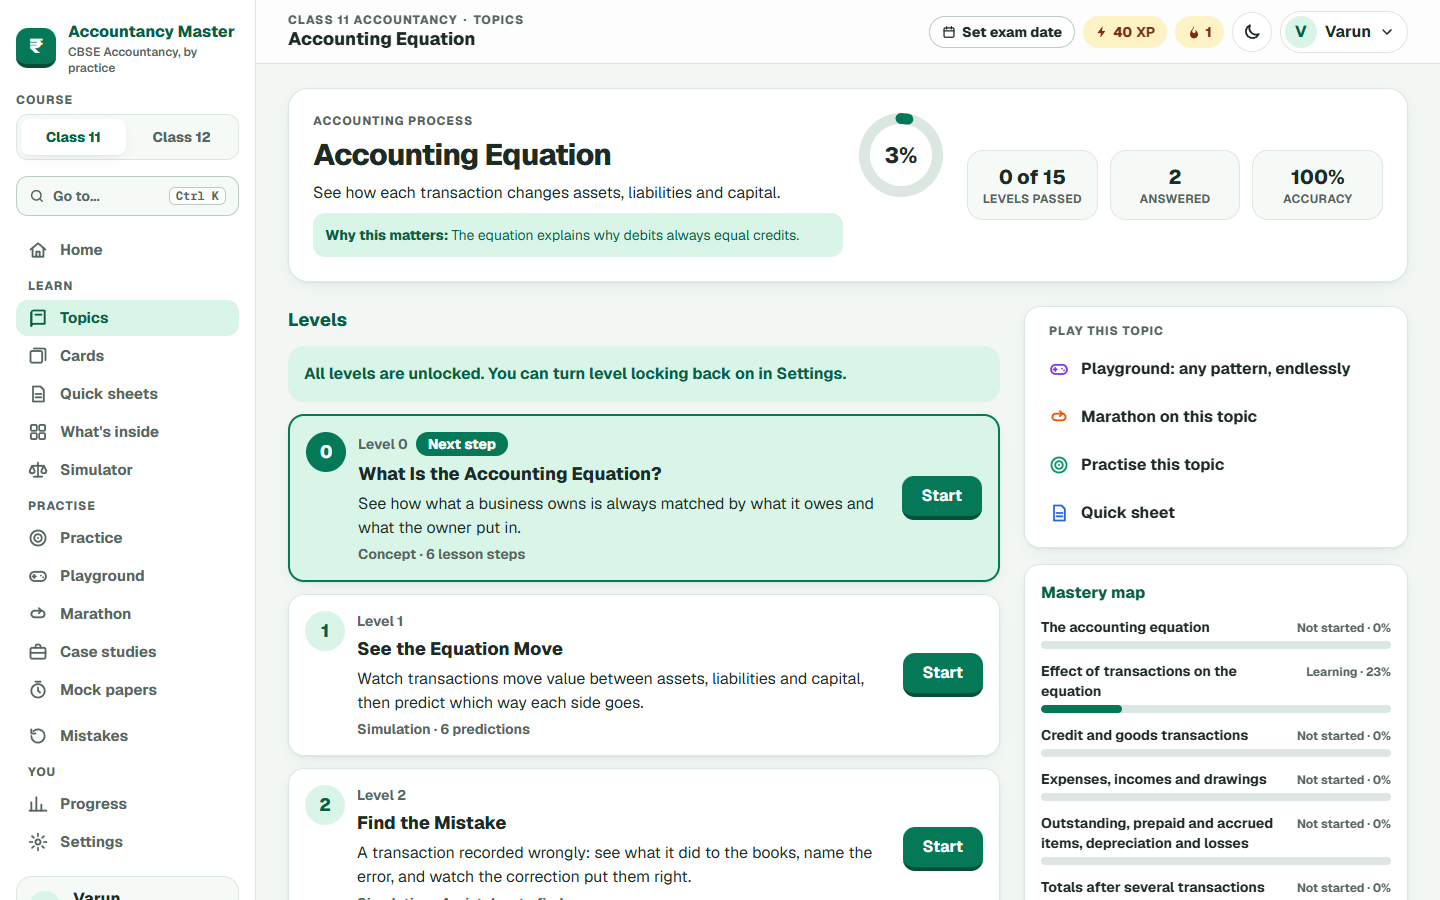 Accountancy Master
CBSE Accountancy, by
practice
COURSE
Class 11
Class 12
Go to...
Ctrl K
Home
LEARN
Topics
Cards
Quick sheets
What's inside
Simulator
PRACTISE
Practice
Playground
Marathon
Case studies
Mock papers
Mistakes
YOU
Progress
Settings
Varun
CLASS 11 ACCOUNTANCY · TOPICS
Accounting Equation
Set exam date
40 XP
1
V
Varun
ACCOUNTING PROCESS
Accounting Equation
See how each transaction changes assets, liabilities and capital.
Why this matters: The equation explains why debits always equal credits.
3%
0 of 15
LEVELS PASSED
2
ANSWERED
100%
ACCURACY
Levels
All levels are unlocked. You can turn level locking back on in Settings.
0
Level 0
Next step
What Is the Accounting Equation?
See how what a business owns is always matched by what it owes and
what the owner put in.
Concept · 6 lesson steps
Start
1
Level 1
See the Equation Move
Watch transactions move value between assets, liabilities and capital,
then predict which way each side goes.
Simulation · 6 predictions
Start
2
Level 2
Find the Mistake
A transaction recorded wrongly: see what it did to the books, name the
error, and watch the correction put them right.
Start
PLAY THIS TOPIC
Playground: any pattern, endlessly
Marathon on this topic
Practise this topic
Quick sheet
Mastery map
The accounting equation
Not started · 0%
Effect of transactions on the
equation
Learning · 23%
Credit and goods transactions
Not started · 0%
Expenses, incomes and drawings
Not started · 0%
Outstanding, prepaid and accrued
items, depreciation and losses
Not started · 0%
Totals after several transactions
Not started · 0%